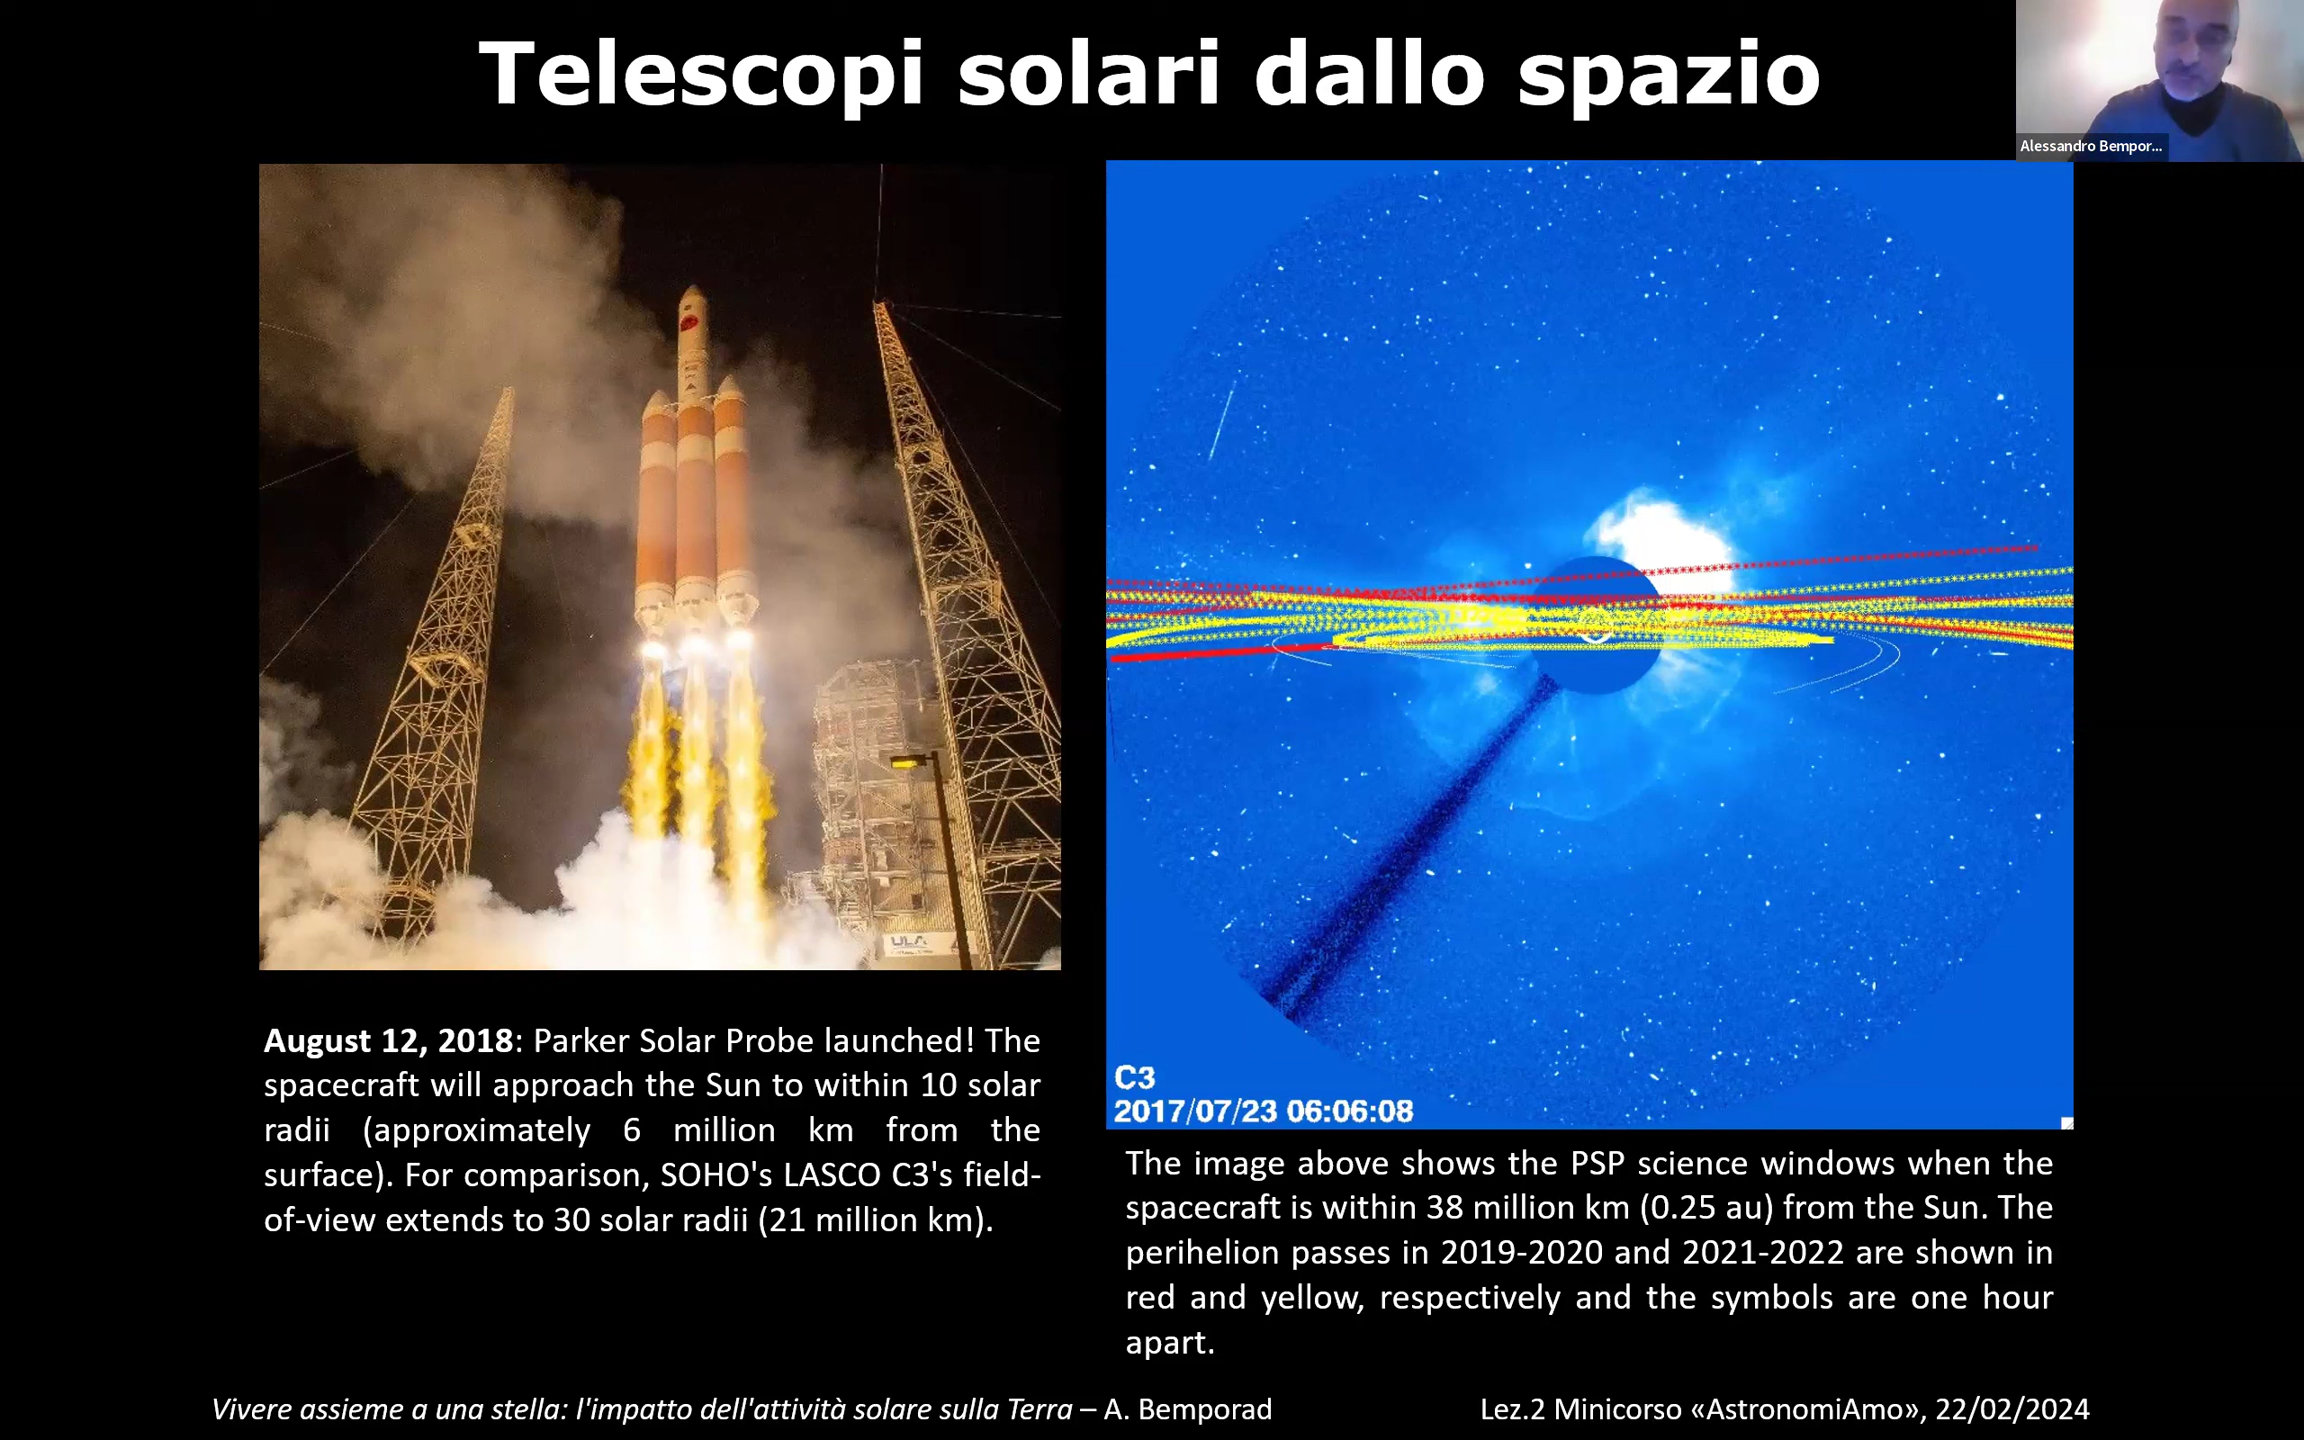 Telescopi solari dallo spazio
Alessandro Bempor...
ULA
C3
2017/07/23 06:06:08
August 12, 2018: Parker Solar Probe launched! The
spacecraft will approach the Sun to within 10 solar
radii (approximately 6 million km from the
surface). For comparison, SOHO's LASCO C3's field-
of-view extends to 30 solar radii (21 million km).
The image above shows the PSP science windows when the
spacecraft is within 38 million km (0.25 au) from the Sun. The
perihelion passes in 2019-2020 and 2021-2022 are shown in
red and yellow, respectively and the symbols are one hour
apart.
Vivere assieme a una stella: l'impatto dell'attività solare sulla Terra – A. Bemporad
Lez.2 Minicorso «AstronomiAmo», 22/02/2024